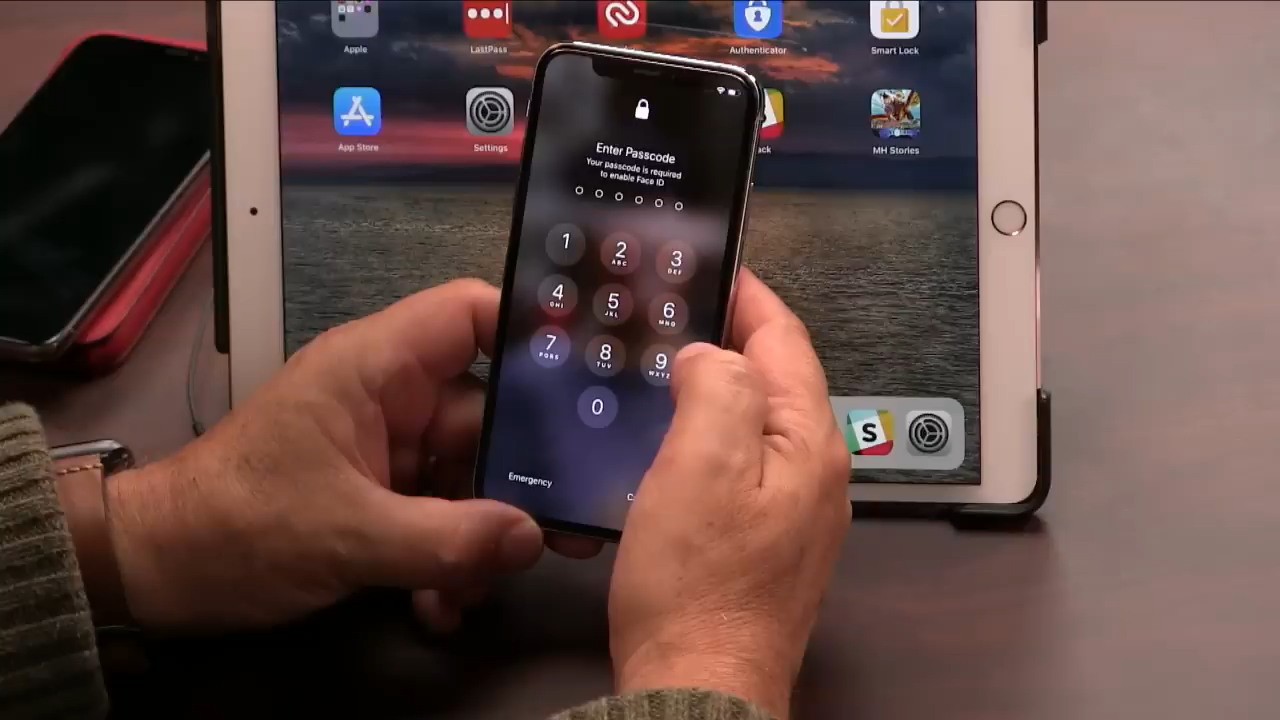 Apple
LastPass
Authenticator
Smart Lock
App Store
Settings
MH Stories
Enter Passcode
Your passcode is required
to enable Face ID
1
2
ABC
3
DEF
4
GHI
5
JKL
6
MNO
7
PQRS
8
TUV
9
WXYZ
0
Emergency
S